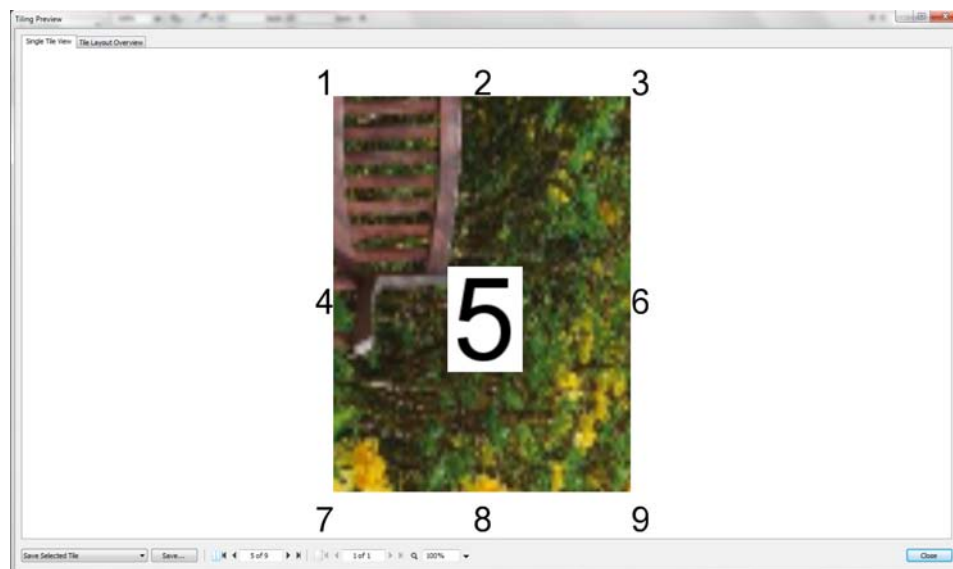 Tiling Preview
Single Tile View
Tile Layout Overview
1 2 3
4 5 6
7 8 9
Save Selected Tile Save... 5 of 9 1 of 1 100% Close